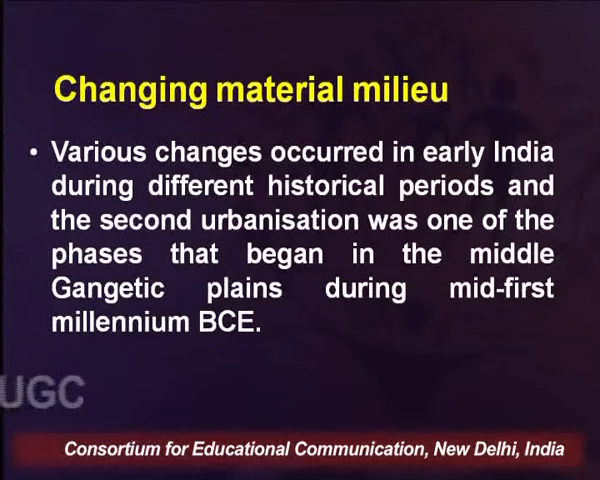 Changing material milieu
• Various changes occurred in early India
during different historical periods and
the second urbanisation was one of the
phases that began in the middle
Gangetic plains during mid-first
millennium BCE.
UGC
Consortium for Educational Communication, New Delhi, India